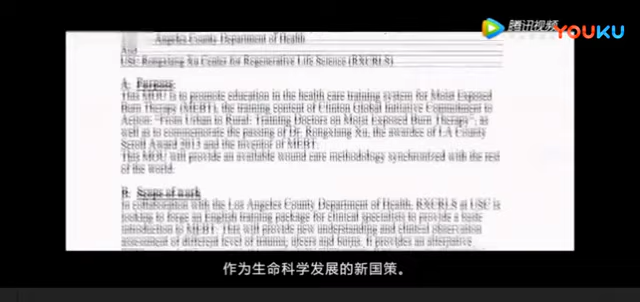 腾讯视频 YOUKU
Angeles County Department of Health
And
USC Rongxiang Xu Center for Regenerative Life Science (RXCRLS)
A. Purpose
This MOU is to promote education in the health care training system for Moist Exposed
Burn Therapy (MEBT), the training content of Clinton Global Initiative Commitment to
Action: "From Urban to Rural: Training Doctors on Moist Exposed Burn Therapy", as
well as to commemorate the passing of Dr. Rongxiang Xu, the awardee of LA County
Scroll Award 2013 and the inventor of MEBT.
This MOU will provide an available wound care methodology synchronized with the rest
of the world.
B. Scope of work
In collaboration with the Los Angeles County Department of Health, RXCRLS at USC is
looking to forge an English training package for clinical specialists to provide a basic
introduction to MEBT. This will provide new understanding and clinical observation
assessment of different level of trauma, ulcers and burns. It provides an alternative
作为生命科学发展的新国策。